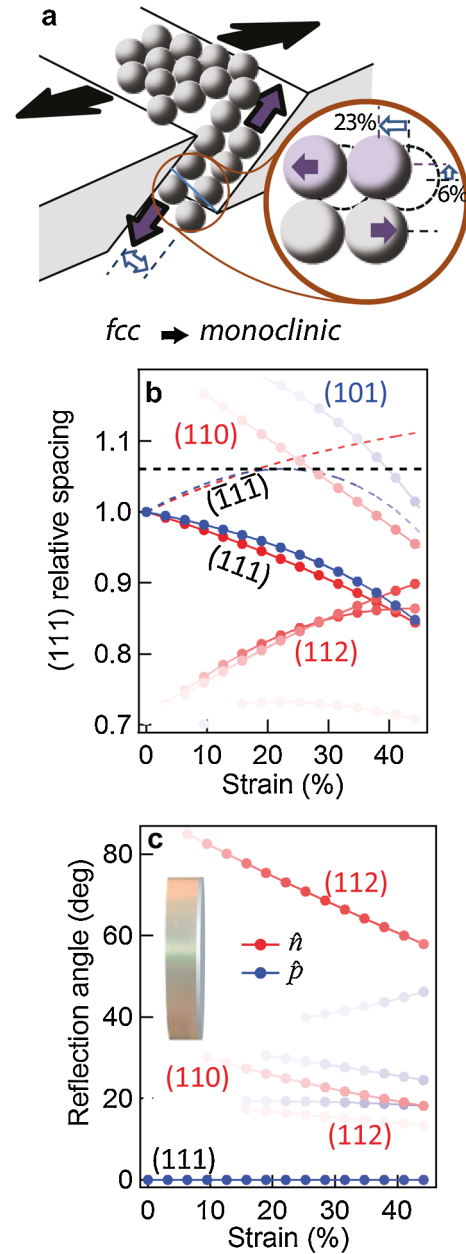 a
23%
6%
fcc ➡ monoclinic
b
(101)
(110)
1.1
(1̅11̅)
1.0
(111)
0.9
0.8
(112)
0.7
0 10 20 30 40
Strain (%)
(111) relative spacing
c
80
(112)
n̂
60
p̂
40
(110)
20
(112)
(111)
0
0 10 20 30 40
Strain (%)
Reflection angle (deg)